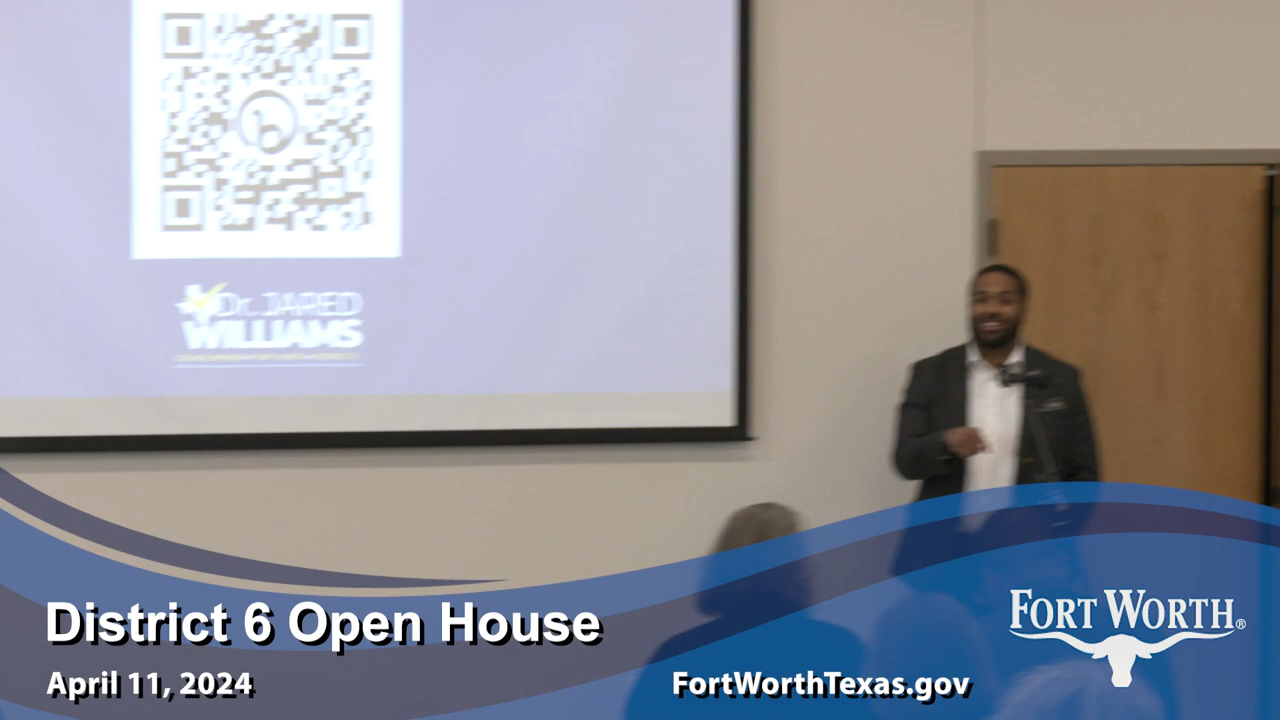 Dr. JARED
WILLIAMS
District 6 Open House
April 11, 2024
FortWorthTexas.gov
FORT WORTH®